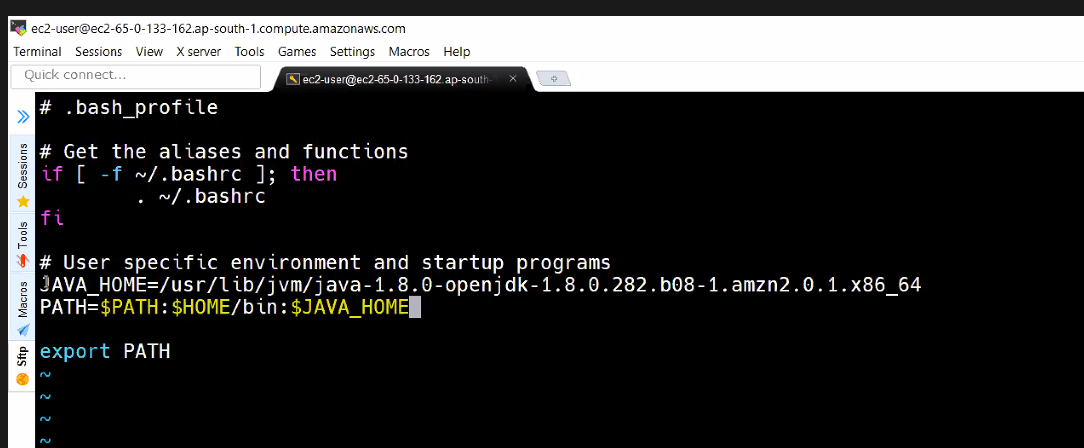 ec2-user@ec2-65-0-133-162.ap-south-1.compute.amazonaws.com
Terminal Sessions View X server Tools Games Settings Macros Help
Quick connect...
ec2-user@ec2-65-0-133-162.ap-south-
# .bash_profile
# Get the aliases and functions
if [ -f ~/.bashrc ]; then
. ~/.bashrc
fi
# User specific environment and startup programs
JAVA_HOME=/usr/lib/jvm/java-1.8.0-openjdk-1.8.0.282.b08-1.amzn2.0.1.x86_64
PATH=$PATH:$HOME/bin:$JAVA_HOME
export PATH
~
~
~
~
Sessions
Tools
Macros
Sftp